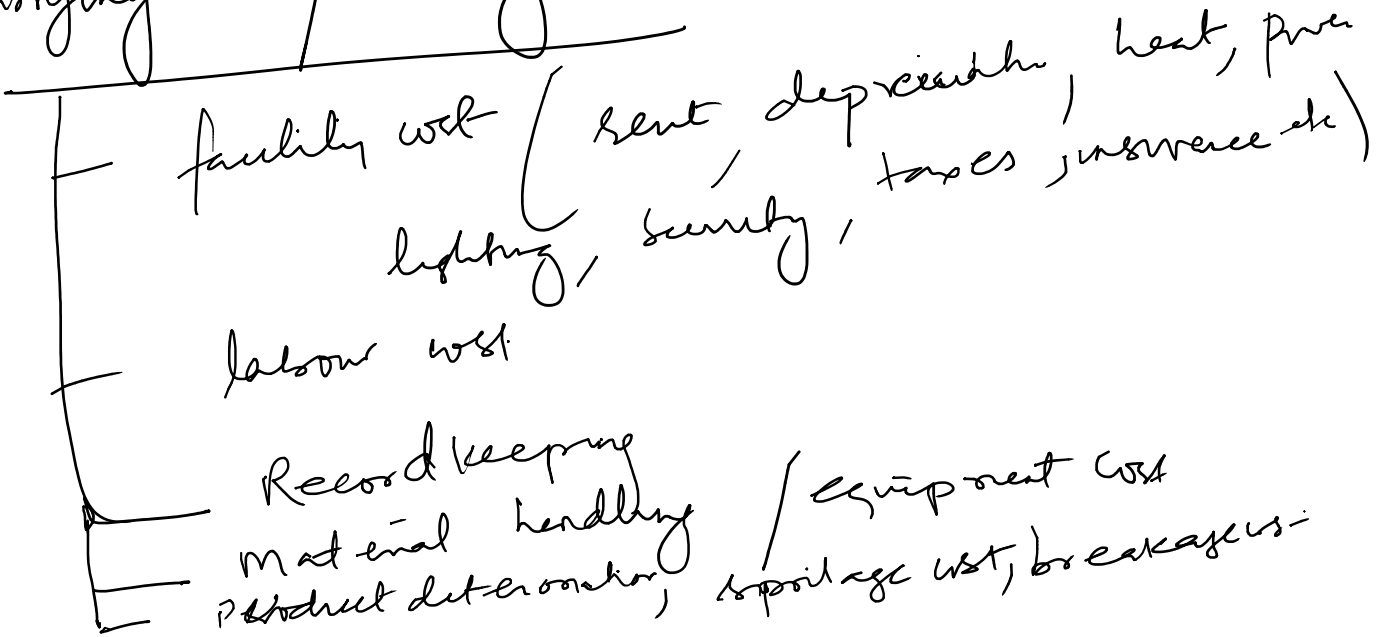 facility cost (rent, depreciation, heat, power
lighting, security, taxes, insurance etc)
labour cost
Record keeping
material handling / equipment cost
product deterioration, spoilage cost, breakage